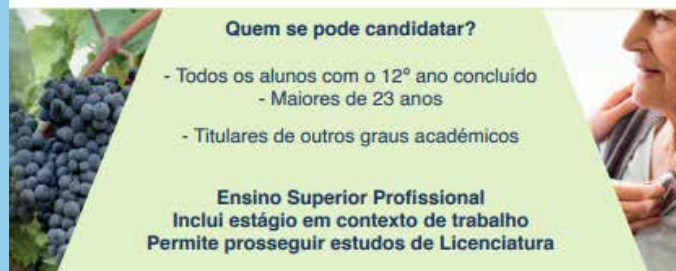 Quem se pode candidatar?
- Todos os alunos com o 12º ano concluído
- Maiores de 23 anos
- Titulares de outros graus académicos
Ensino Superior Profissional
Inclui estágio em contexto de trabalho
Permite prosseguir estudos de Licenciatura